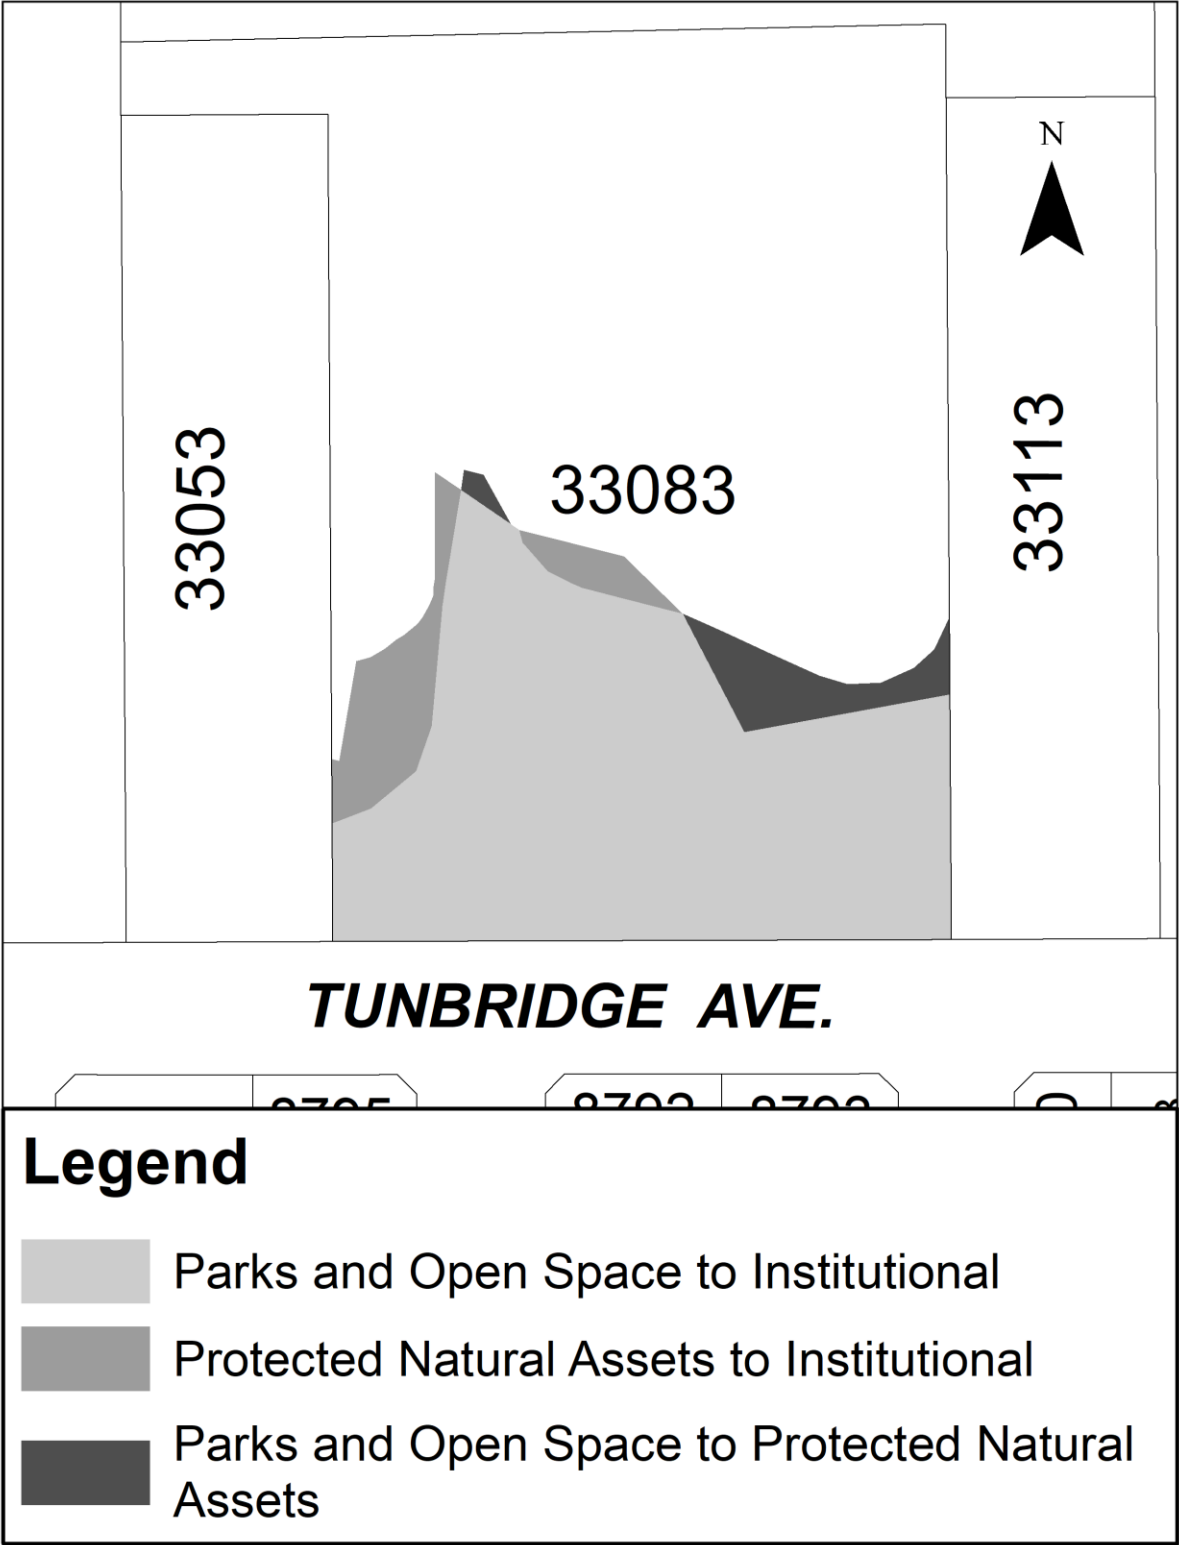 N
33053
33083
33113
TUNBRIDGE AVE.
Legend
Parks and Open Space to Institutional
Protected Natural Assets to Institutional
Parks and Open Space to Protected Natural
Assets